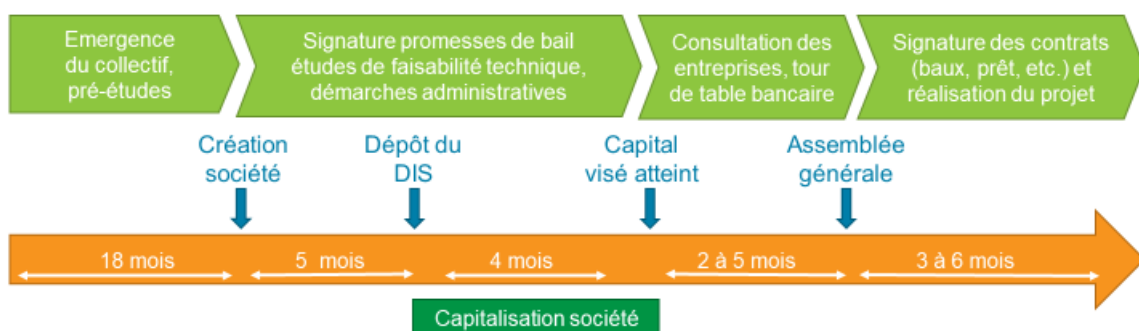 Emergence
du collectif,
pré-études
Signature promesses de bail
études de faisabilité technique,
démarches administratives
Consultation des
entreprises, tour
de table bancaire
Signature des contrats
(baux, prêt, etc.) et
réalisation du projet
Création
société
Dépôt du
DIS
Capital
visé atteint
Assemblée
générale
18 mois
5 mois
4 mois
2 à 5 mois
3 à 6 mois
Capitalisation société